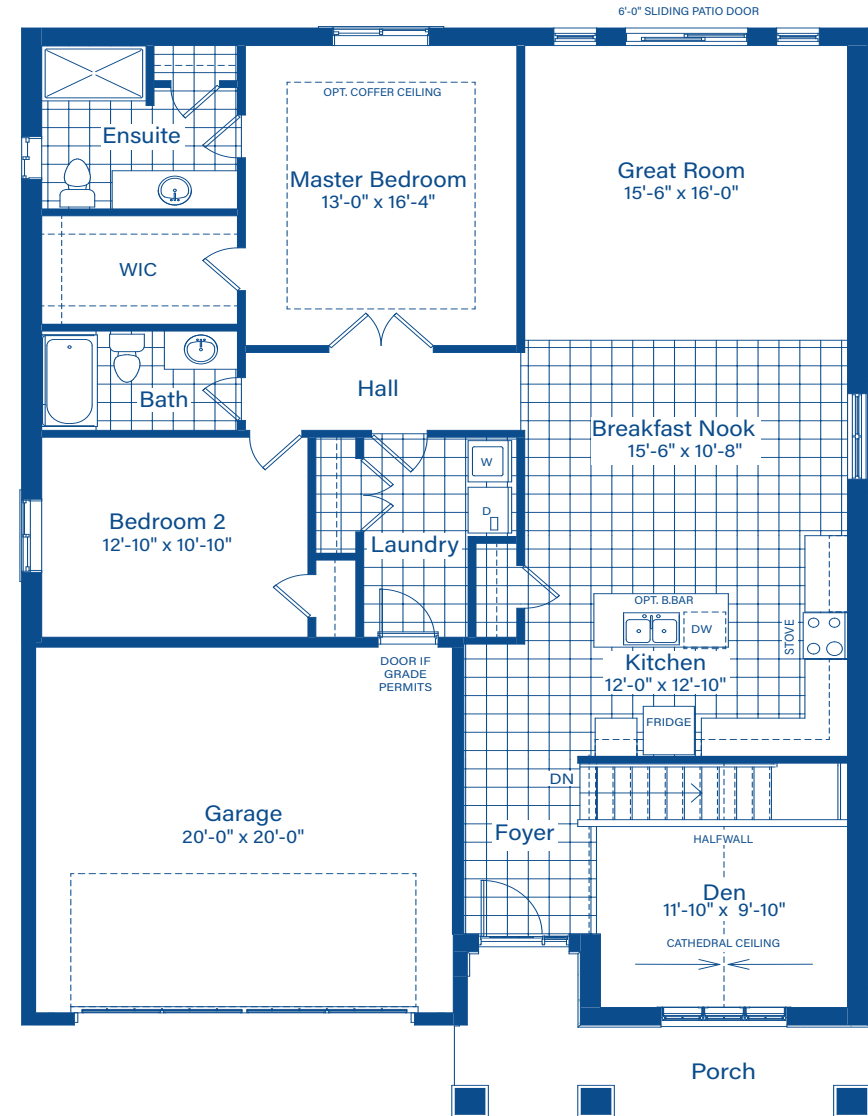 6'-0" SLIDING PATIO DOOR
OPT. COFFER CEILING
Ensuite
Master Bedroom
13'-0" x 16'-4"
Great Room
15'-6" x 16'-0"
WIC
Bath
Hall
Breakfast Nook
15'-6" x 10'-8"
W
D
Bedroom 2
12'-10" x 10'-10"
Laundry
OPT. B.BAR
DW
STOVE
Kitchen
12'-0" x 12'-10"
DOOR IF
GRADE
PERMITS
FRIDGE
DN
Garage
20'-0" x 20'-0"
Foyer
HALFWALL
Den
11'-10" x 9'-10"
CATHEDRAL CEILING
Porch